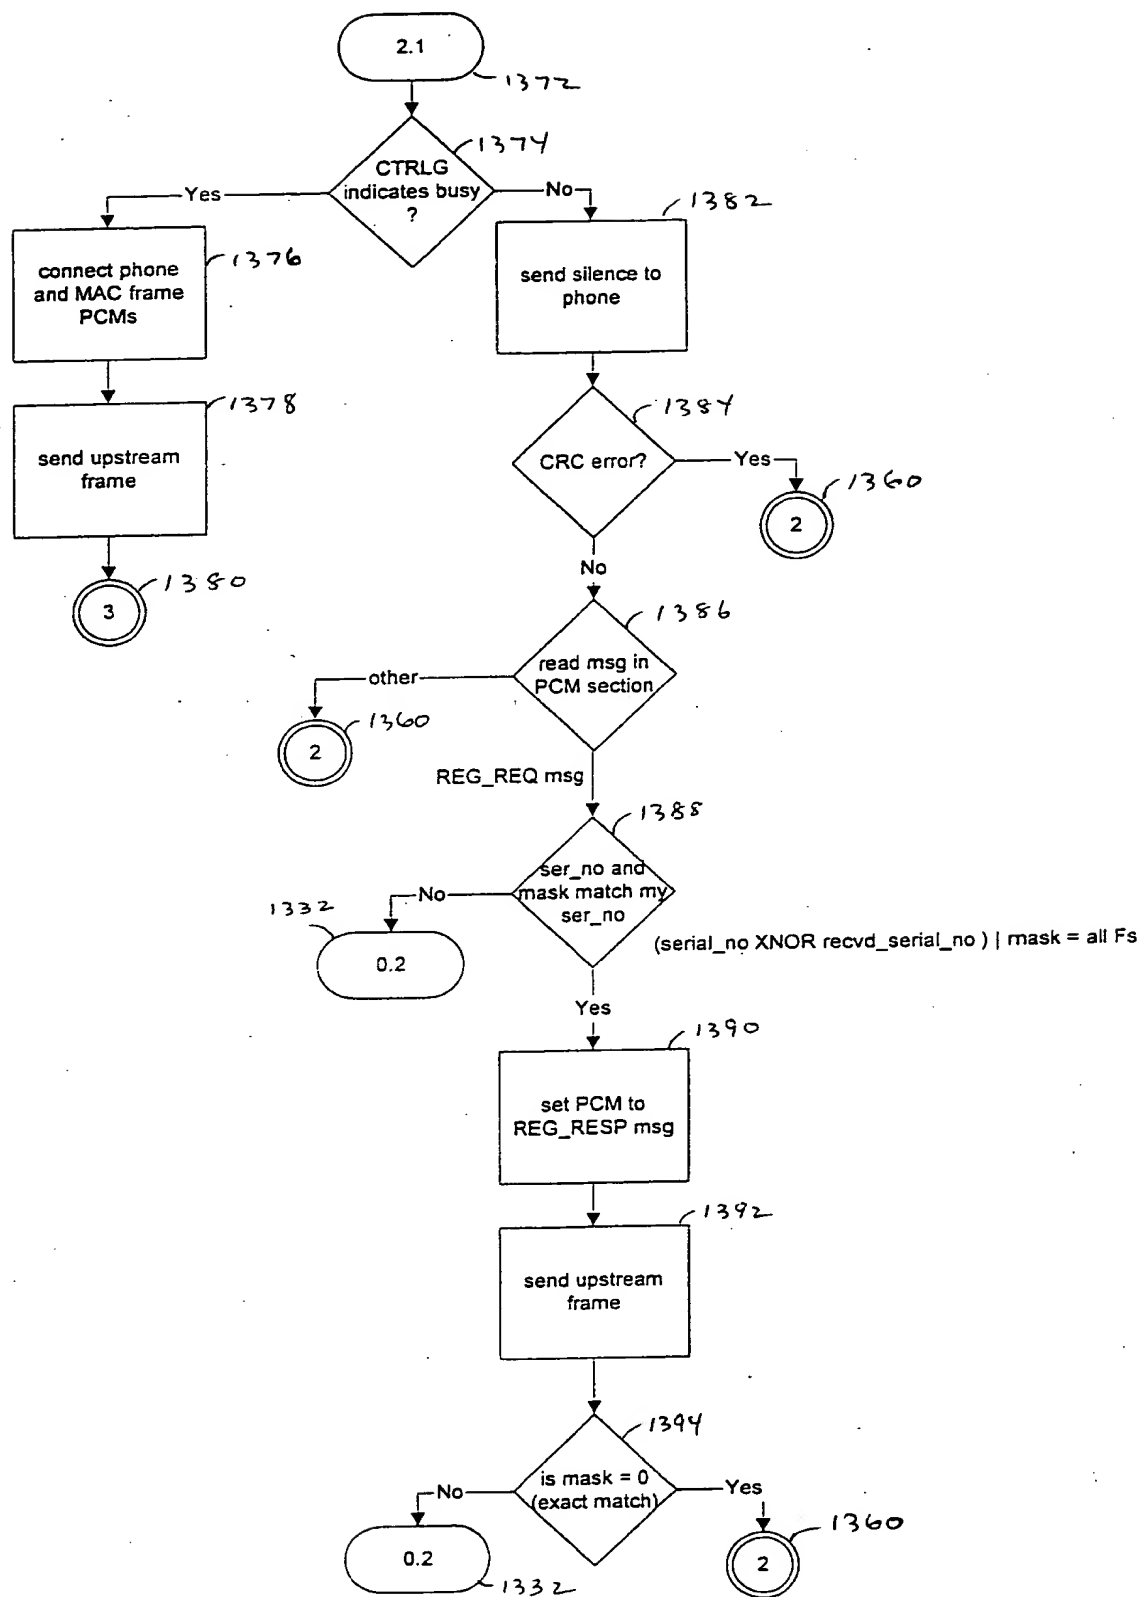 2.1
1372
1374
CTRLG
indicates busy
?
Yes
No
1382
1376
connect phone
and MAC frame
PCMs
send silence to
phone
1378
1384
send upstream
frame
CRC error?
Yes
1360
2
No
1380
3
1386
read msg in
PCM section
other
1360
2
REG_REQ msg
1388
ser_no and
mask match my
ser_no
No
1332
0.2
(serial_no XNOR recvd_serial_no ) | mask = all Fs
Yes
1390
set PCM to
REG_RESP msg
1392
send upstream
frame
1394
is mask = 0
(exact match)
No
Yes
1360
0.2
2
1332